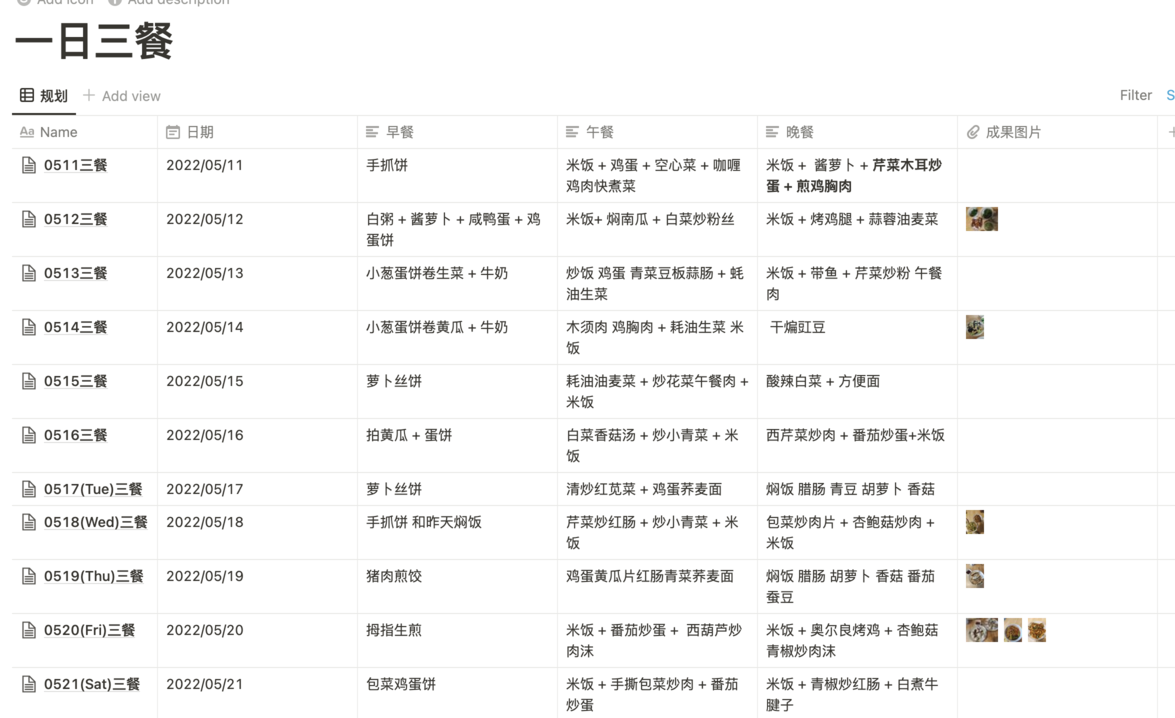 Add icon Add description
一日三餐
规划 Add view Filter S
Aa Name 日期 早餐 午餐 晚餐 成果图片
0511三餐 2022/05/11 手抓饼 米饭 + 鸡蛋 + 空心菜 + 咖喱 米饭 + 酱萝卜 + 芹菜木耳炒
鸡肉快煮菜 蛋 + 煎鸡胸肉
0512三餐 2022/05/12 白粥 + 酱萝卜 + 咸鸭蛋 + 鸡 米饭+ 焖南瓜 + 白菜炒粉丝 米饭 + 烤鸡腿 + 蒜蓉油麦菜
蛋饼
0513三餐 2022/05/13 小葱蛋饼卷生菜 + 牛奶 炒饭 鸡蛋 青菜豆板蒜肠 + 蚝 米饭 + 带鱼 + 芹菜炒粉 午餐
油生菜 肉
0514三餐 2022/05/14 小葱蛋饼卷黄瓜 + 牛奶 木须肉 鸡胸肉 + 耗油生菜 米 干煸豇豆
饭
0515三餐 2022/05/15 萝卜丝饼 耗油油麦菜 + 炒花菜午餐肉 + 酸辣白菜 + 方便面
米饭
0516三餐 2022/05/16 拍黄瓜 + 蛋饼 白菜香菇汤 + 炒小青菜 + 米 西芹菜炒肉 + 番茄炒蛋+米饭
饭
0517(Tue)三餐 2022/05/17 萝卜丝饼 清炒红苋菜 + 鸡蛋荞麦面 焖饭 腊肠 青豆 胡萝卜 香菇
0518(Wed)三餐 2022/05/18 手抓饼 和昨天焖饭 芹菜炒红肠 + 炒小青菜 + 米 包菜炒肉片 + 杏鲍菇炒肉 +
饭 米饭
0519(Thu)三餐 2022/05/19 猪肉煎饺 鸡蛋黄瓜片红肠青菜荞麦面 焖饭 腊肠 胡萝卜 香菇 番茄
蚕豆
0520(Fri)三餐 2022/05/20 拇指生煎 米饭 + 番茄炒蛋 + 西葫芦炒 米饭 + 奥尔良烤鸡 + 杏鲍菇
肉沫 青椒炒肉沫
0521(Sat)三餐 2022/05/21 包菜鸡蛋饼 米饭 + 手撕包菜炒肉 + 番茄 米饭 + 青椒炒红肠 + 白煮牛
炒蛋 腱子